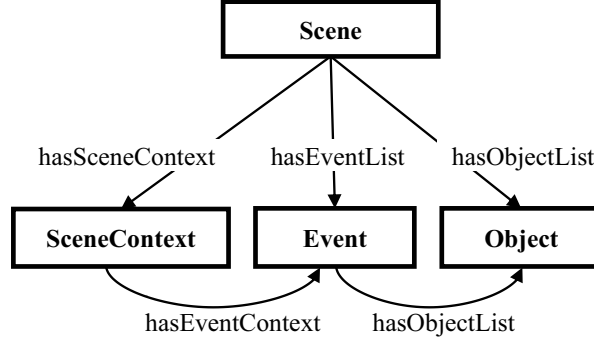 Scene
hasSceneContext hasEventList hasObjectList
SceneContext Event Object
hasEventContext hasObjectList